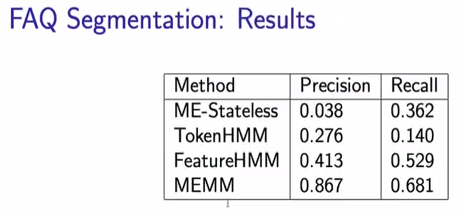 FAQ Segmentation: Results
Method Precision Recall
ME-Stateless 0.038 0.362
TokenHMM 0.276 0.140
FeatureHMM 0.413 0.529
MEMM 0.867 0.681